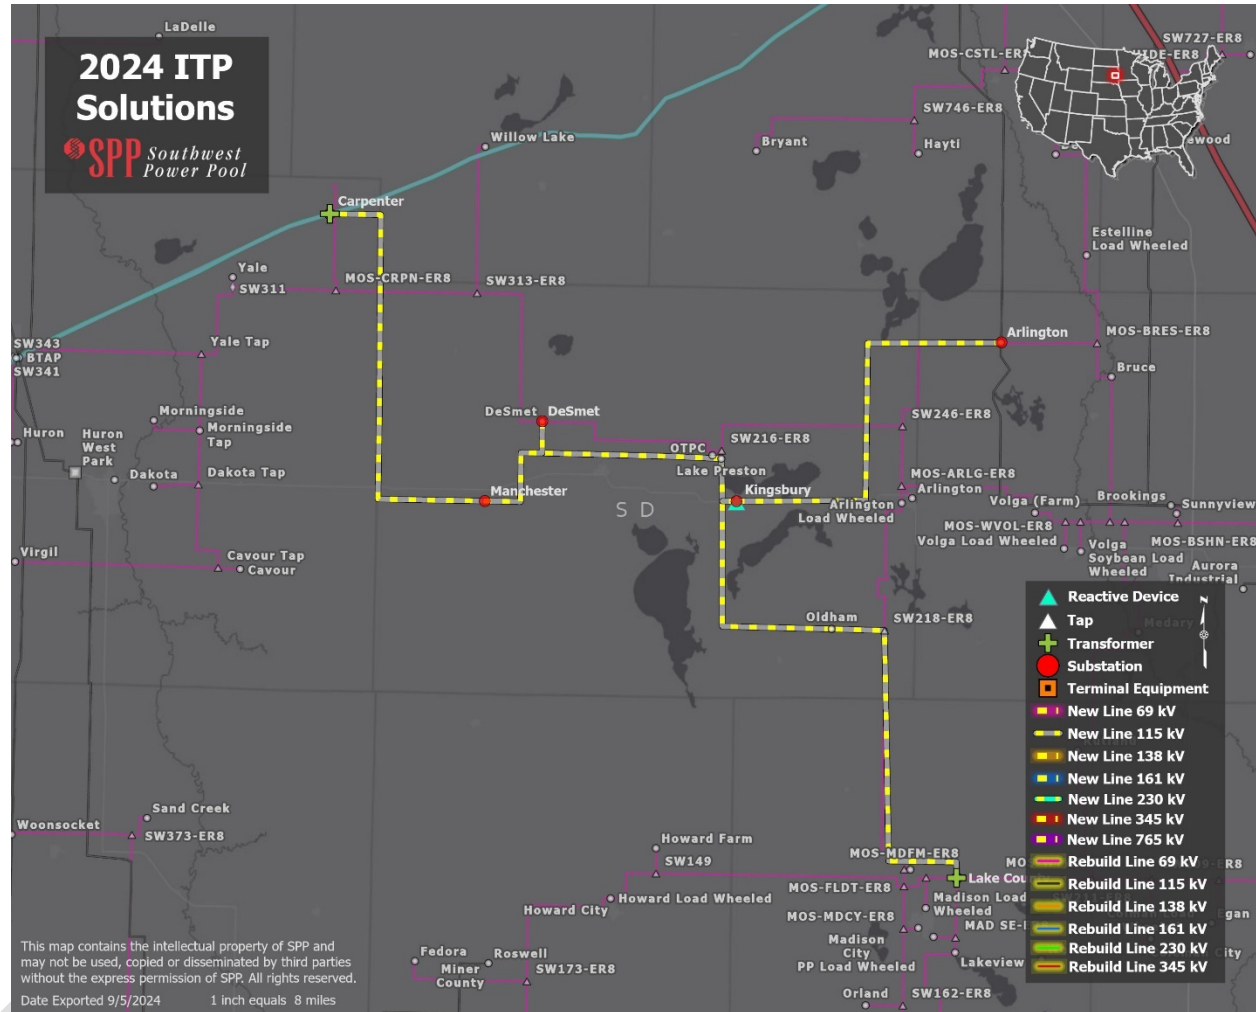 LaDelle
2024 ITP
Solutions
SPP Southwest
Power Pool
SW727-ER8
MOS-CSTL-ER
IDE-ER8
SW746-ER8
Willow Lake
Bryant
Hayti
ewood
Carpenter
Estelline
Load Wheeled
Yale
SW311
MOS-CRPN-ER8
SW313-ER8
SW343
BTAP
SW341
Yale Tap
Arlington
MOS-BRES-ER8
Bruce
Morningside
Morningside
Tap
DeSmet
DeSmet
SW246-ER8
Huron
Huron
West
Park
Dakota
Dakota Tap
OTPC
SW216-ER8
Lake Preston
MOS-ARLG-ER8
Arlington
Manchester
Kingsbury
S D
Arlington
Load Wheeled
Volga (Farm)
Brookings
Sunnyview
MOS-WVOL-ER8
Volga Load Wheeled
MOS-BSHN-ER8
Volga
Soybean Load
Wheeled
Aurora
Industrial
Virgil
Cavour Tap
Cavour
Oldham
SW218-ER8
N
Reactive Device
Tap
Medary
Transformer
Substation
Terminal Equipment
New Line 69 kV
New Line 115 kV
New Line 138 kV
New Line 161 kV
New Line 230 kV
New Line 345 kV
New Line 765 kV
Rebuild Line 69 kV
Rebuild Line 115 kV
Rebuild Line 138 kV
Rebuild Line 161 kV
Rebuild Line 230 kV
Rebuild Line 345 kV
Sand Creek
Woonsocket
SW373-ER8
Howard Farm
SW149
MOS-MDFM-ER8
MO
Lake Coun
MOS-FLDT-ER8
Howard Load Wheeled
Howard City
Madison Load
Wheeled
Egan
MOS-MDCY-ER8
MAD SE-
Madison
City
PP Load Wheeled
Lakeview
City
Fedora
Miner
County
Roswell
SW173-ER8
Orland
SW162-ER8
This map contains the intellectual property of SPP and
may not be used, copied or disseminated by third parties
without the express permission of SPP. All rights reserved.
Date Exported 9/5/2024 1 inch equals 8 miles